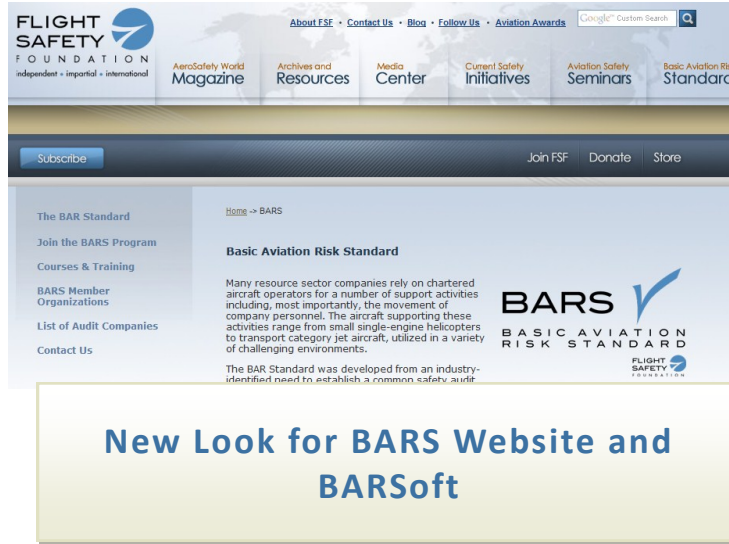 FLIGHT
SAFETY
FOUNDATION
independent • impartial • international
About FSF • Contact Us • Blog • Follow Us • Aviation Awards
Google™ Custom Search
AeroSafety World
Magazine
Archives and
Resources
Media
Center
Current Safety
Initiatives
Aviation Safety
Seminars
Basic Aviation
Standard
Subscribe
Join FSF
Donate
Store
The BAR Standard
Join the BARS Program
Courses & Training
BARS Member
Organizations
List of Audit Companies
Contact Us
Home -> BARS
Basic Aviation Risk Standard
Many resource sector companies rely on chartered
aircraft operators for a number of support activities
including, most importantly, the movement of
company personnel. The aircraft supporting these
activities range from small single-engine helicopters
to transport category jet aircraft, utilized in a variety
of challenging environments.
The BAR Standard was developed from an industry-
identified need to establish a common safety audit
BARS
BASIC AVIATION
RISK STANDARD
FLIGHT
SAFETY
FOUNDATION
New Look for BARS Website and
BARSoft